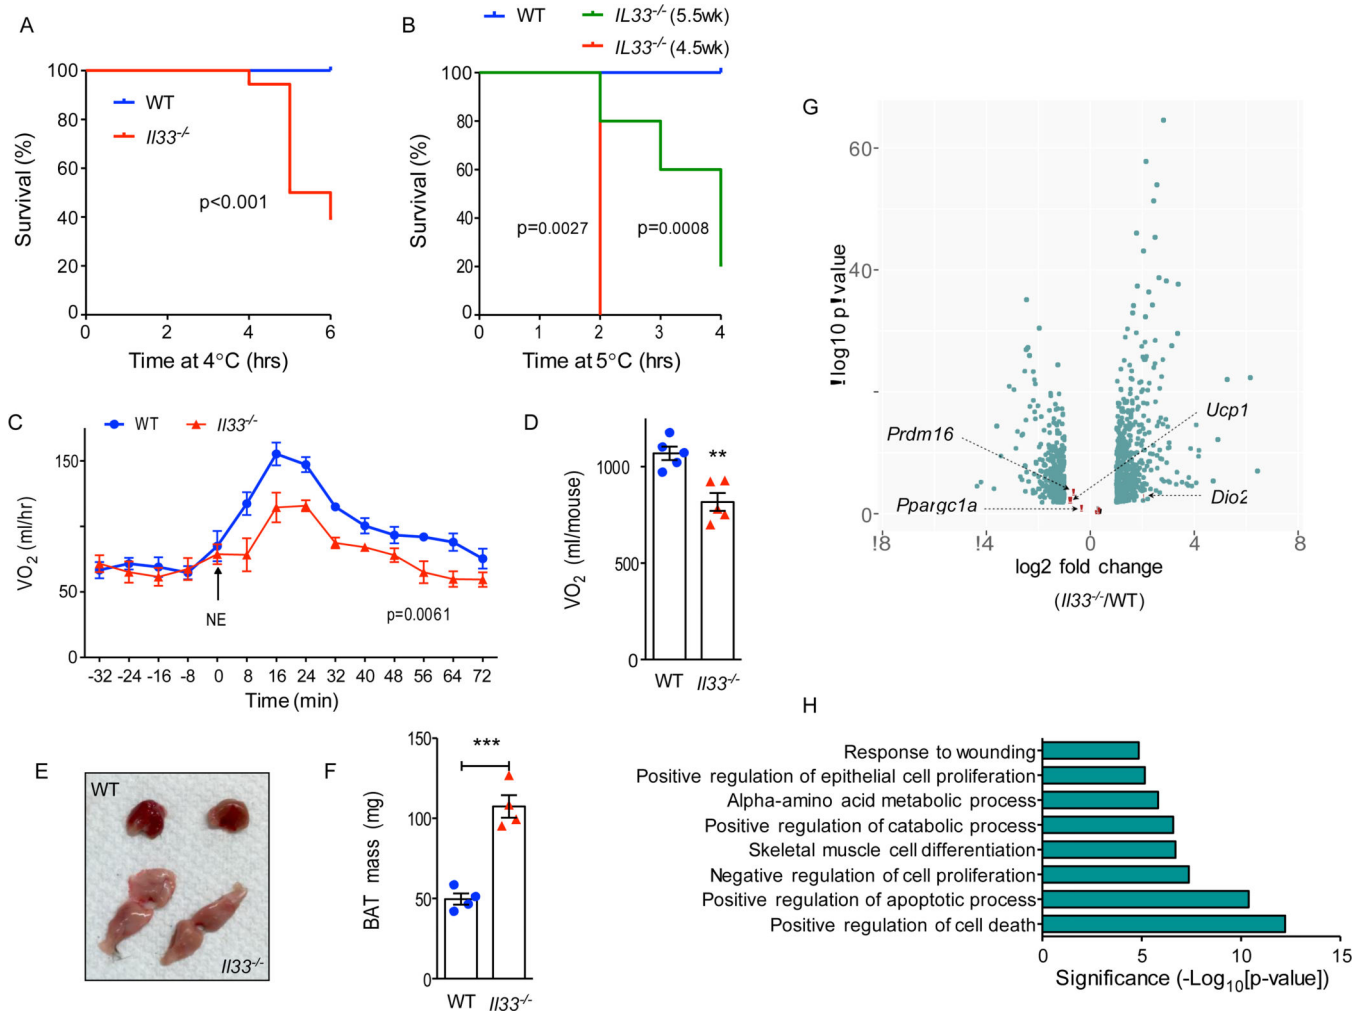 A
100
80
60
40
20
0
Survival (%)
WT
Il33-/-
p<0.001
0 2 4 6
Time at 4°C (hrs)
B
WT
IL33-/- (5.5wk)
IL33-/- (4.5wk)
100
80
60
40
20
0
Survival (%)
p=0.0027
p=0.0008
0 1 2 3 4
Time at 5°C (hrs)
C
WT
Il33-/-
150
50
0
VO2 (ml/hr)
NE
p=0.0061
-32 -24 -16 -8 0 8 16 24 32 40 48 56 64 72
Time (min)
D
1000
500
0
VO2 (ml/mouse)
**
WT Il33-/-
E
WT
Il33-/-
F
150
100
50
0
BAT mass (mg)
***
WT Il33-/-
G
60
40
0
!log10 p!value
Prdm16
Ucp1
Ppargc1a
Dio2
!8 !4 0 4 8
log2 fold change
(Il33-/-/WT)
H
Response to wounding
Positive regulation of epithelial cell proliferation
Alpha-amino acid metabolic process
Positive regulation of catabolic process
Skeletal muscle cell differentiation
Negative regulation of cell proliferation
Positive regulation of apoptotic process
Positive regulation of cell death
0 5 10 15
Significance (-Log10[p-value])